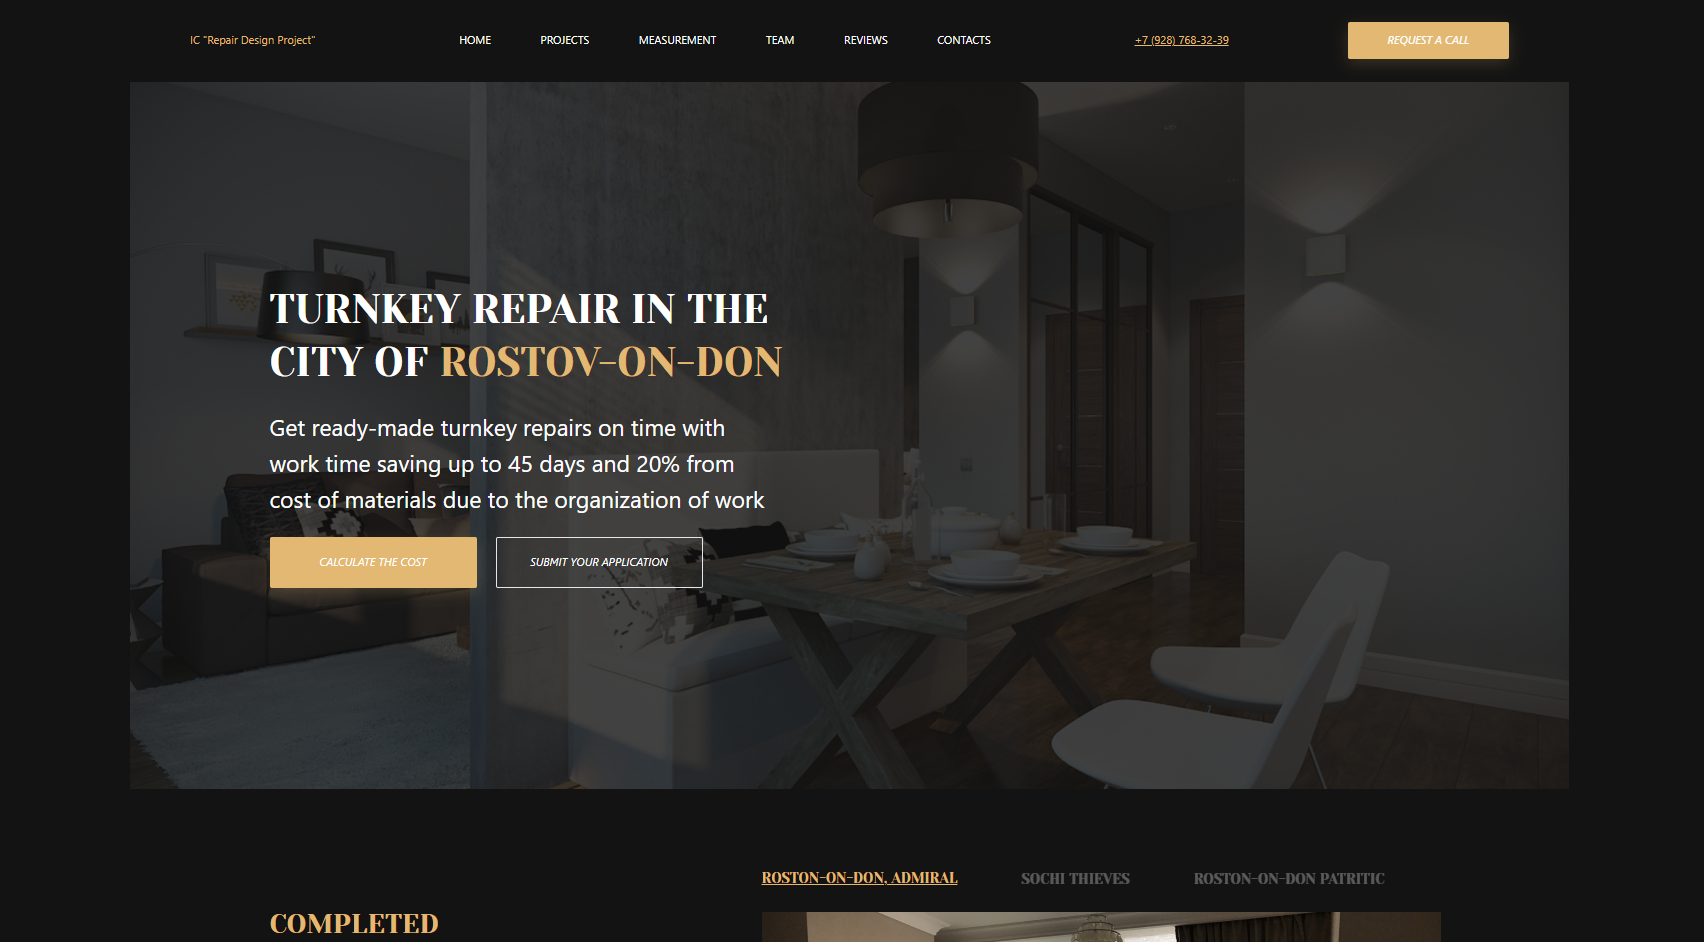 IC "Repair Design Project"
HOME
PROJECTS
MEASUREMENT
TEAM
REVIEWS
CONTACTS
+7 (928) 768-32-39
REQUEST A CALL
TURNKEY REPAIR IN THE
CITY OF ROSTOV-ON-DON
Get ready-made turnkey repairs on time with
work time saving up to 45 days and 20% from
cost of materials due to the organization of work
CALCULATE THE COST
SUBMIT YOUR APPLICATION
ROSTON-ON-DON, ADMIRAL
SOCHI THIEVES
ROSTON-ON-DON PATRITIC
COMPLETED